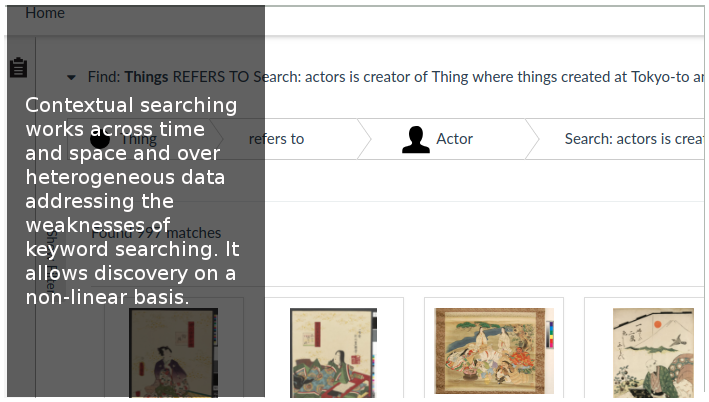 Home
Find: Things REFERS TO Search: actors is creator of Thing where things created at Tokyo-to ar
Contextual searching
works across time
and space and over
heterogeneous data
addressing the
weaknesses of
keyword searching. It
allows discovery on a
non-linear basis.
Thing
refers to
Actor
Search: actors is creat
Found 997 matches